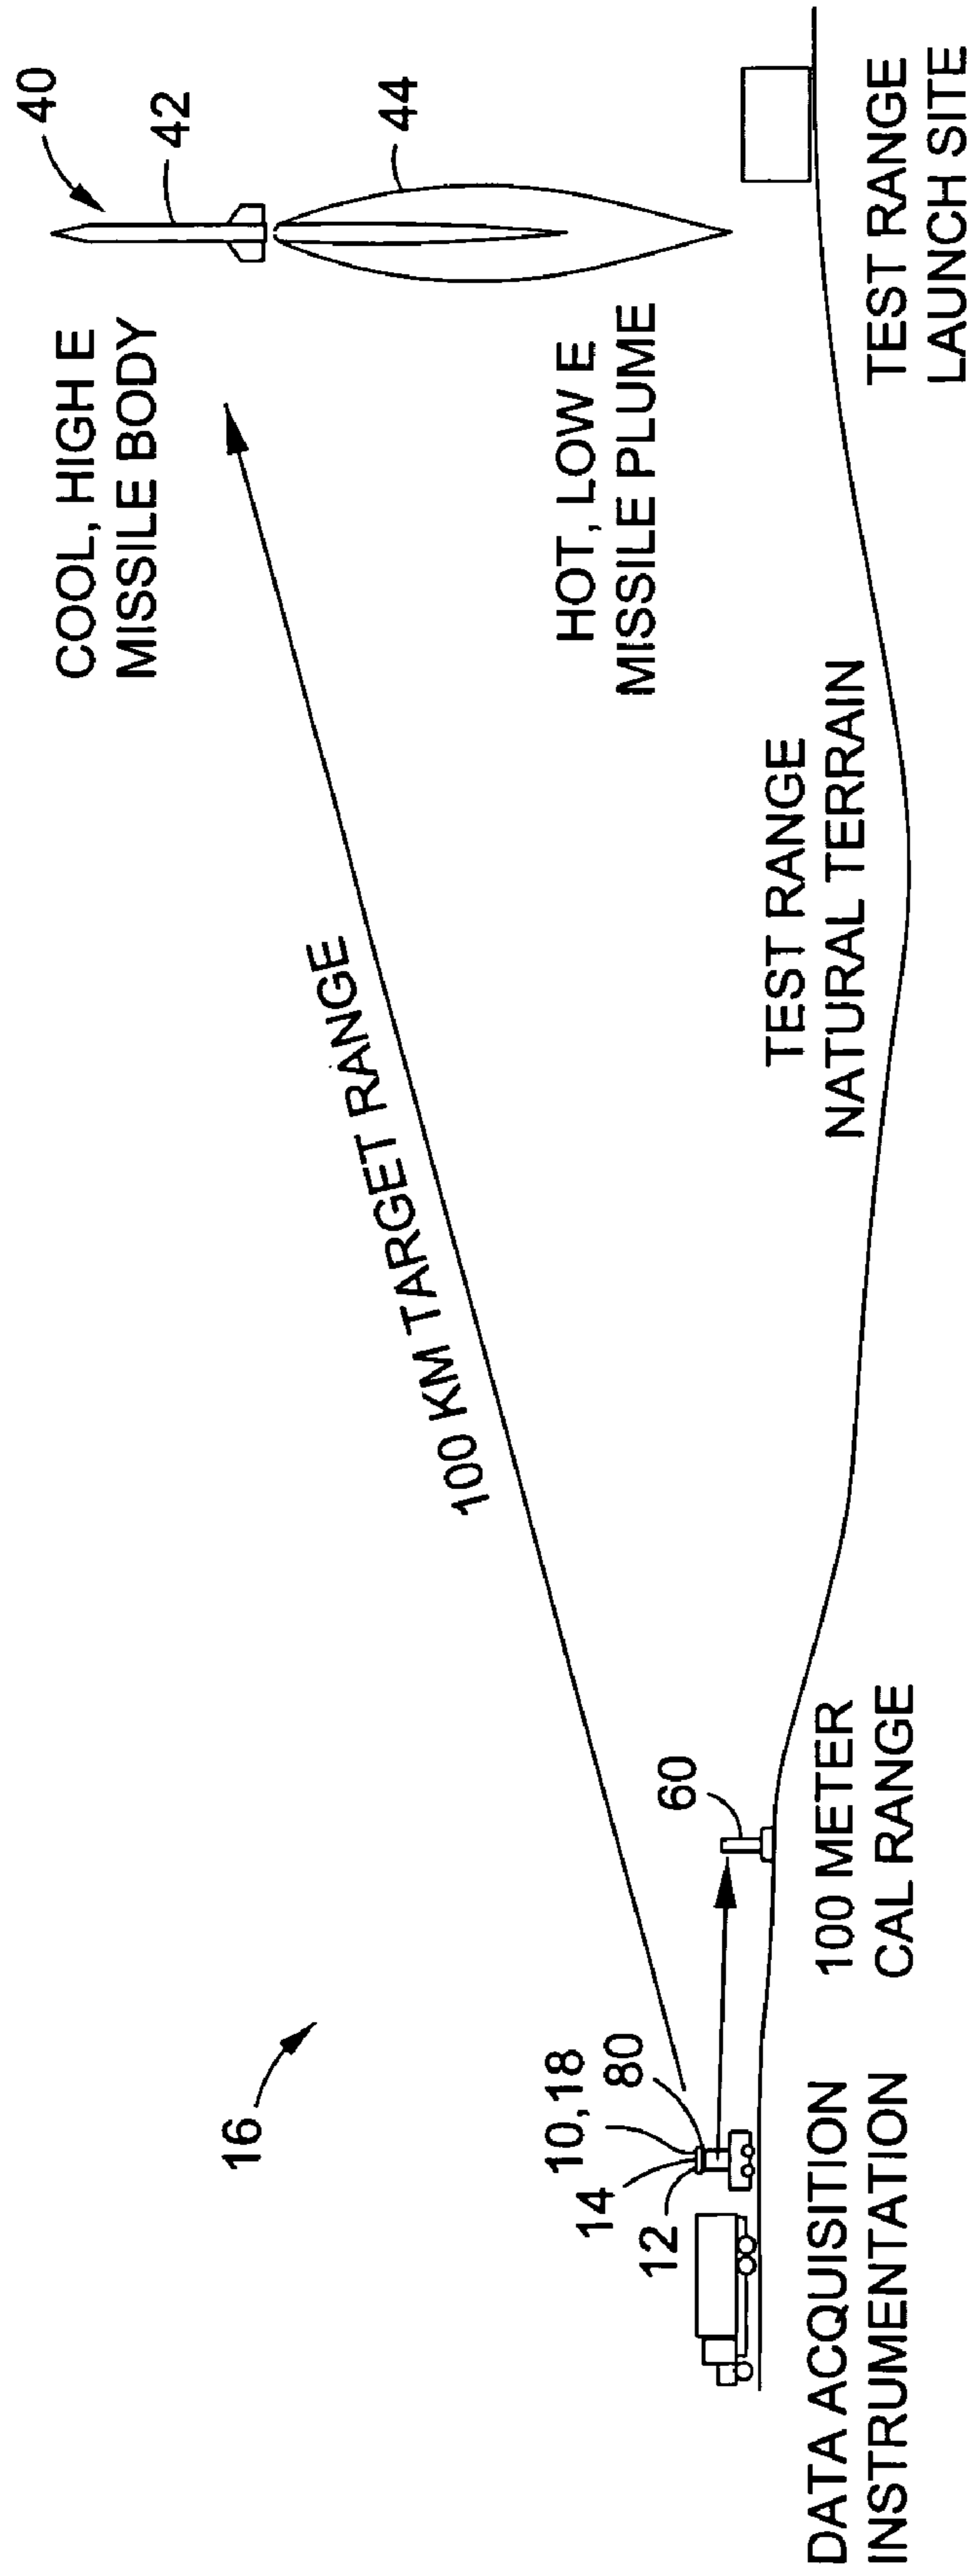 16
40
42
44
COOL, HIGH E
MISSILE BODY
100 KM TARGET RANGE
HOT, LOW E
MISSILE PLUME
10,18
80
14
12
60
TEST RANGE
NATURAL TERRAIN
TEST RANGE
LAUNCH SITE
100 METER
CAL RANGE
DATA ACQUISITION
INSTRUMENTATION